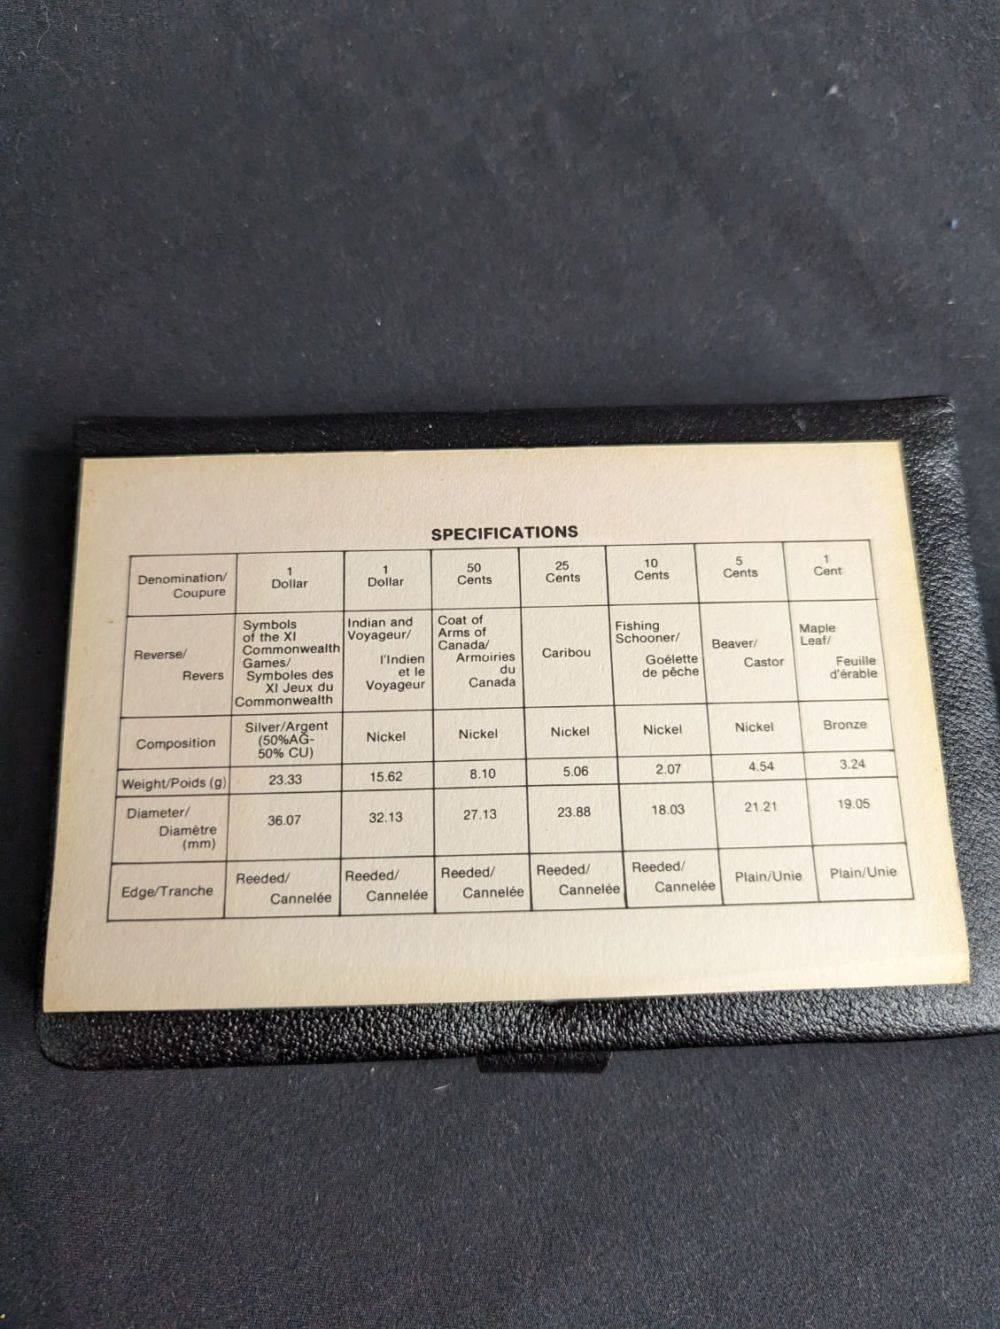 SPECIFICATIONS
Denomination/
Coupure
1
Dollar
1
Dollar
50
Cents
25
Cents
10
Cents
5
Cents
1
Cent
Reverse/
Revers
Symbols
of the XI
Commonwealth
Games/
Symboles des
XI Jeux du
Commonwealth
Indian and
Voyageur/
l'Indien
et le
Voyageur
Coat of
Arms of
Canada/
Armoiries
du
Canada
Caribou
Fishing
Schooner/
Goélette
de pêche
Beaver/
Castor
Maple
Leaf/
Feuille
d'érable
Composition
Silver/Argent
(50%AG-
50% CU)
Nickel
Nickel
Nickel
Nickel
Nickel
Bronze
Weight/Poids (g)
23.33
15.62
8.10
5.06
2.07
4.54
3.24
Diameter/
Diamètre
(mm)
36.07
32.13
27.13
23.88
18.03
21.21
19.05
Edge/Tranche
Reeded/
Cannelée
Reeded/
Cannelée
Reeded/
Cannelée
Reeded/
Cannelée
Reeded/
Cannelée
Plain/Unie
Plain/Unie